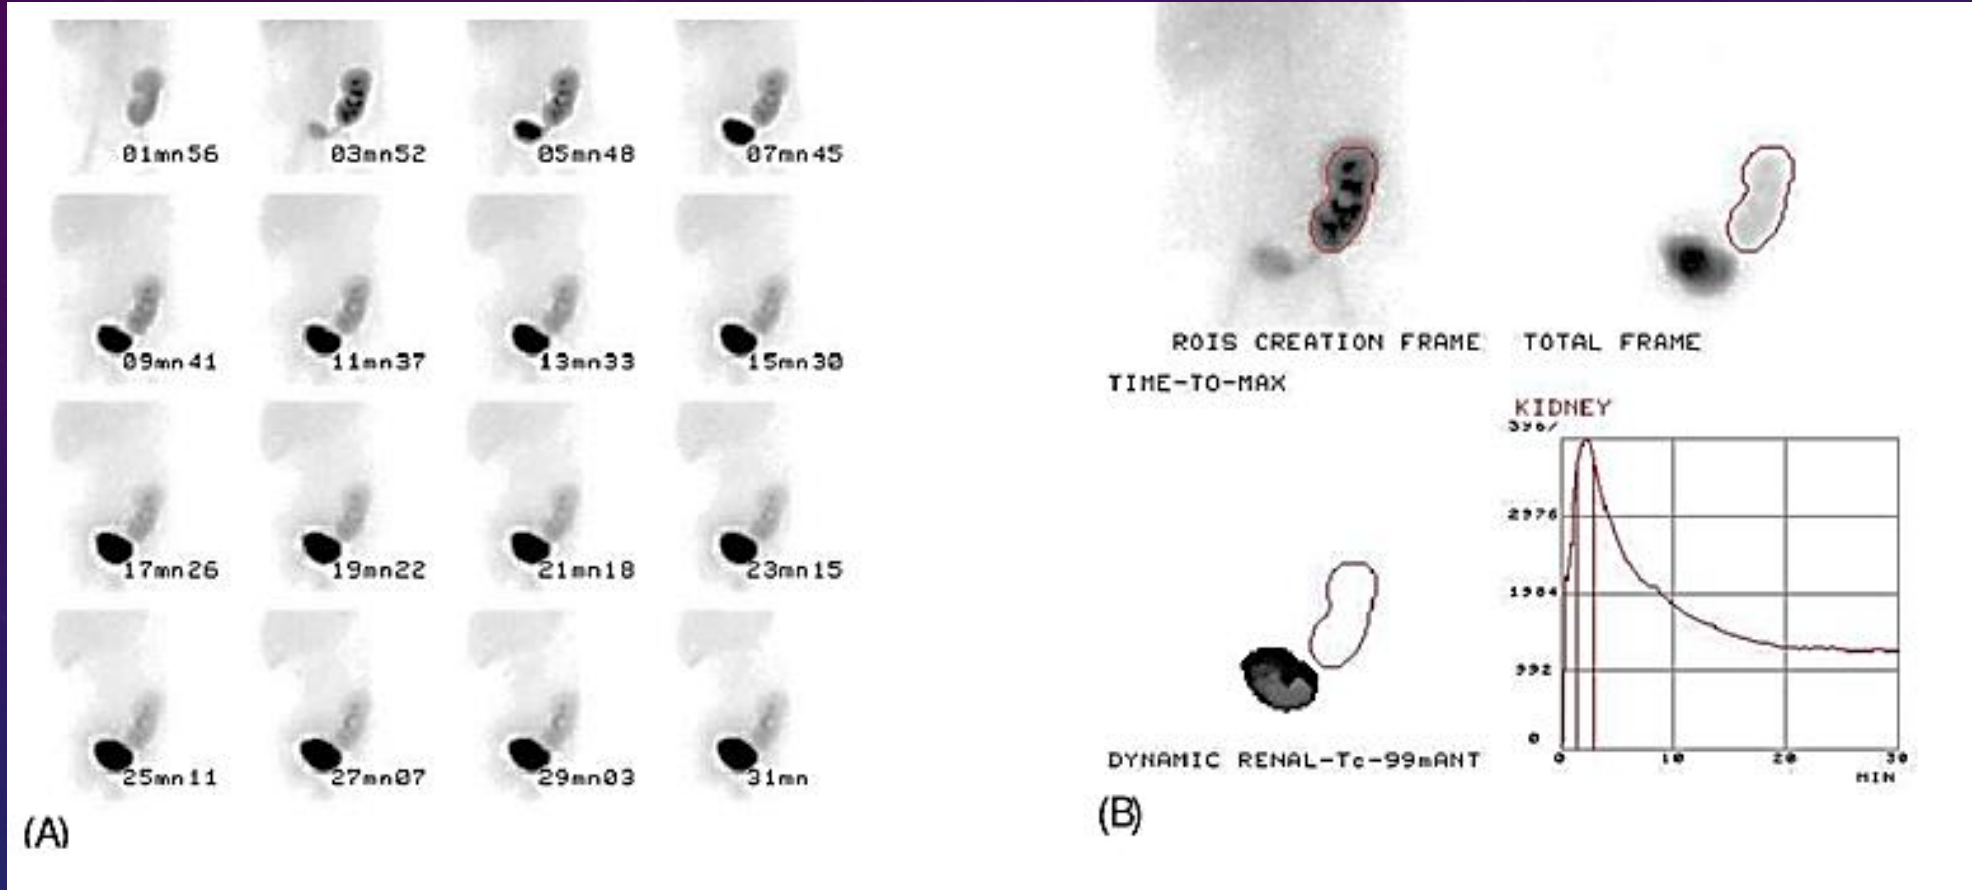 01mn56
03mn52
05mn48
07mn45
09mn41
11mn37
13mn33
15mn30
17mn26
19mn22
21mn18
23mn15
25mn11
27mn07
29mn03
31mn
(A)
ROIS CREATION FRAME
TOTAL FRAME
TIME-TO-MAX
KIDNEY
3967
2976
1984
992
0
0 10 20 30
MIN
DYNAMIC RENAL-Tc-99mANT
(B)